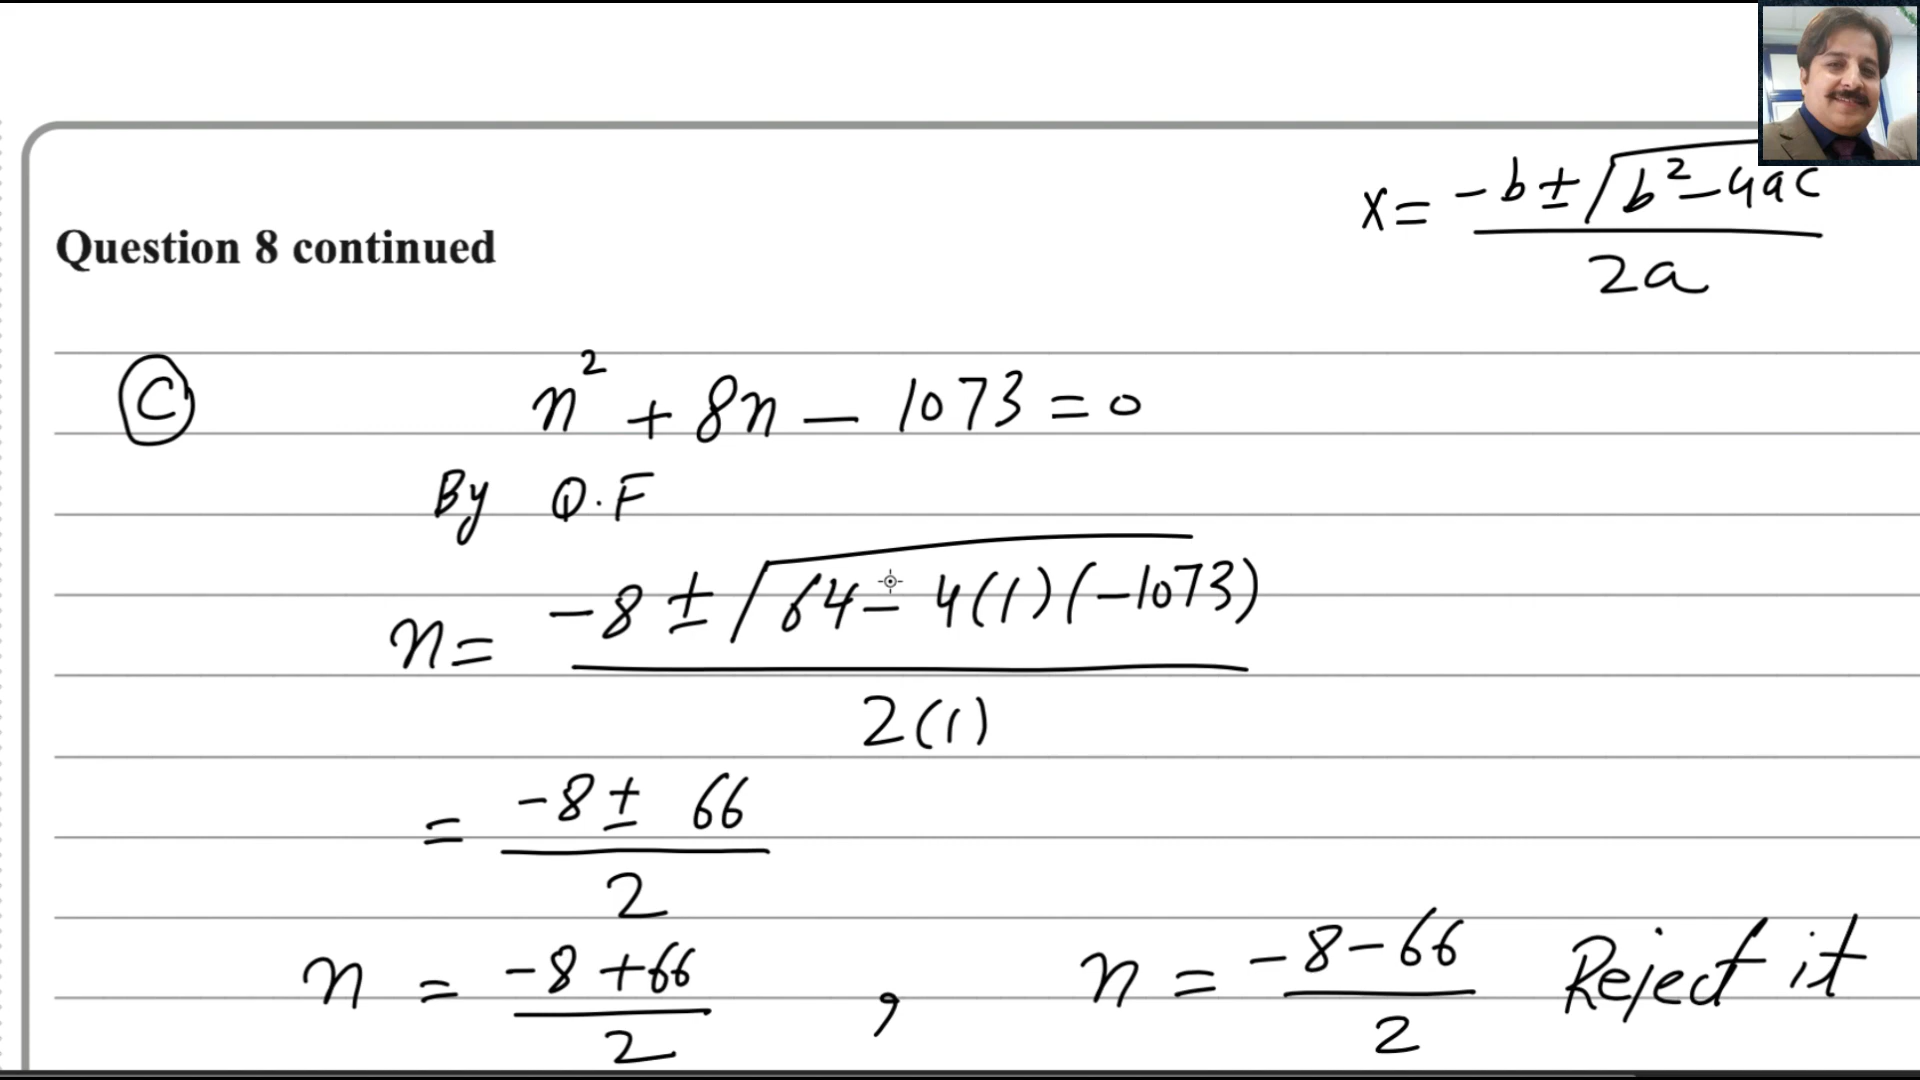 x = -b ± √b² - 4ac
2a
Question 8 continued
C
n² + 8n - 1073 = 0
By Q.F
n = -8 ± √64 - 4(1)(-1073)
2(1)
= -8 ± 66
2
n = -8 + 66 , n = -8 - 66 Reject it
2 2